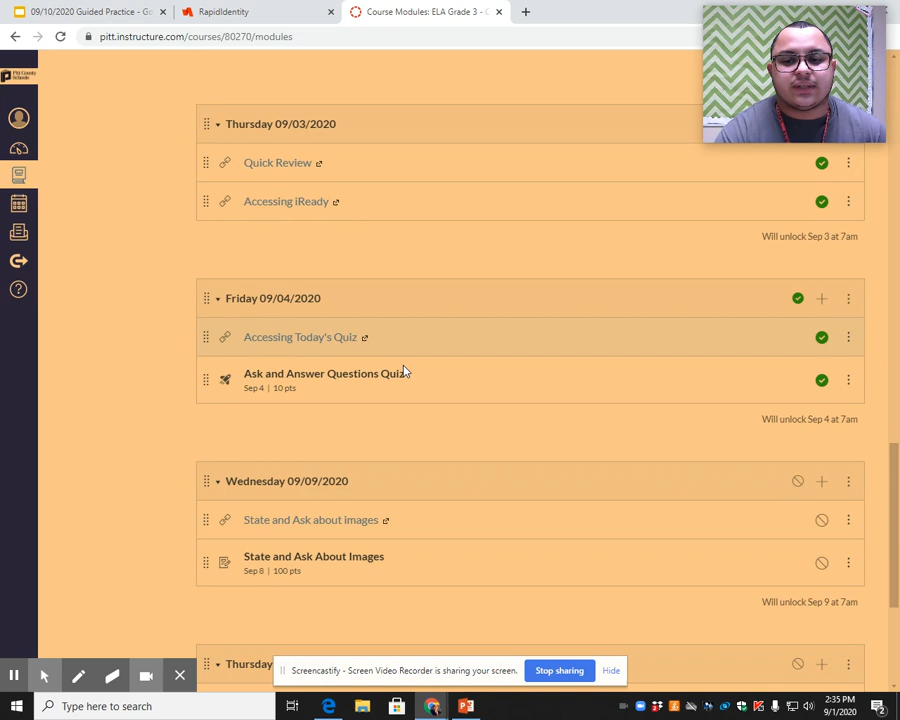 09/10/2020 Guided Practice - Go
RapidIdentity
Course Modules: ELA Grade 3 - C
pitt.instructure.com/courses/80270/modules
Pitt County
Schools
Thursday 09/03/2020
Quick Review
Accessing iReady
Will unlock Sep 3 at 7am
Friday 09/04/2020
Accessing Today's Quiz
Ask and Answer Questions Quiz
Sep 4 | 10 pts
Will unlock Sep 4 at 7am
Wednesday 09/09/2020
State and Ask about images
State and Ask About Images
Sep 8 | 100 pts
Will unlock Sep 9 at 7am
Thursday
Screencastify - Screen Video Recorder is sharing your screen.
Stop sharing
Hide
Type here to search
2:35 PM
9/1/2020
2